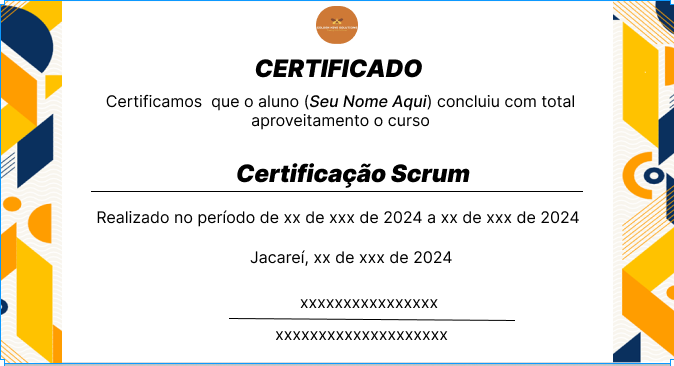 CERTIFICADO
Certificamos  que o aluno (Seu Nome Aqui) concluiu com total
aproveitamento o curso
Certificação Scrum
Realizado no período de xx de xxx de 2024 a xx de xxx de 2024
Jacareí, xx de xxx de 2024
xxxxxxxxxxxxxxxx
xxxxxxxxxxxxxxxxxxxx